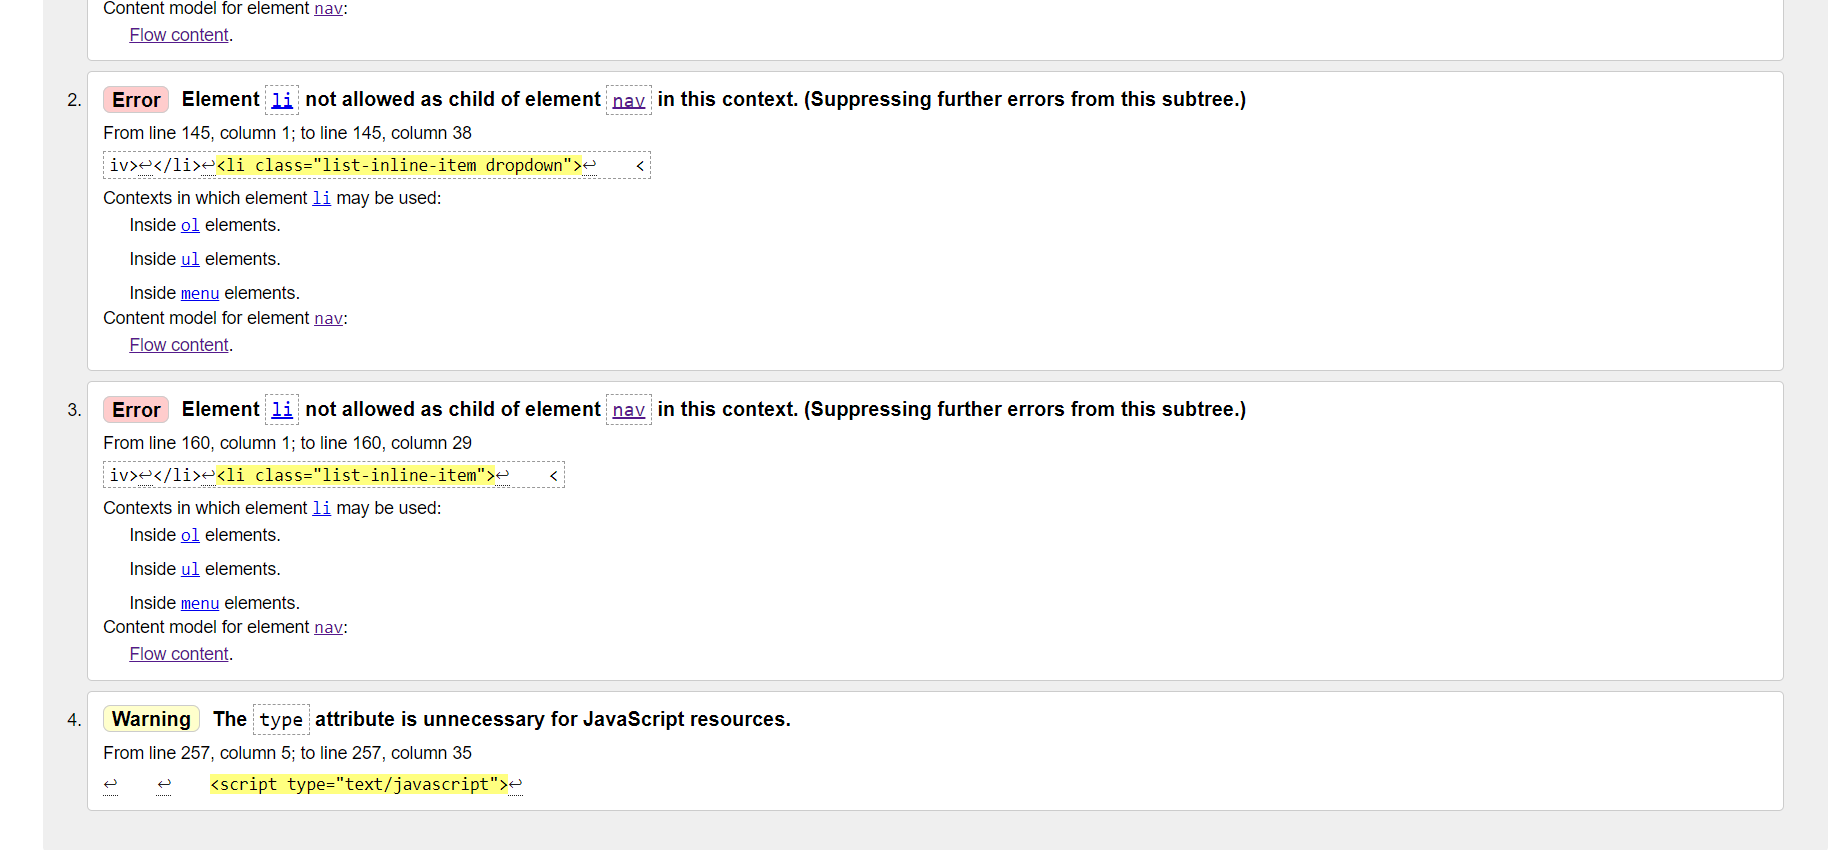 Content model for element nav:
Flow content.
2. Error Element li not allowed as child of element nav in this context. (Suppressing further errors from this subtree.)
From line 145, column 1; to line 145, column 38
iv>↩</li>↩<li class="list-inline-item dropdown">↩    <
Contexts in which element li may be used:
Inside ol elements.
Inside ul elements.
Inside menu elements.
Content model for element nav:
Flow content.
3. Error Element li not allowed as child of element nav in this context. (Suppressing further errors from this subtree.)
From line 160, column 1; to line 160, column 29
iv>↩</li>↩<li class="list-inline-item">↩    <
Contexts in which element li may be used:
Inside ol elements.
Inside ul elements.
Inside menu elements.
Content model for element nav:
Flow content.
4. Warning The type attribute is unnecessary for JavaScript resources.
From line 257, column 5; to line 257, column 35
↩    ↩    <script type="text/javascript">↩